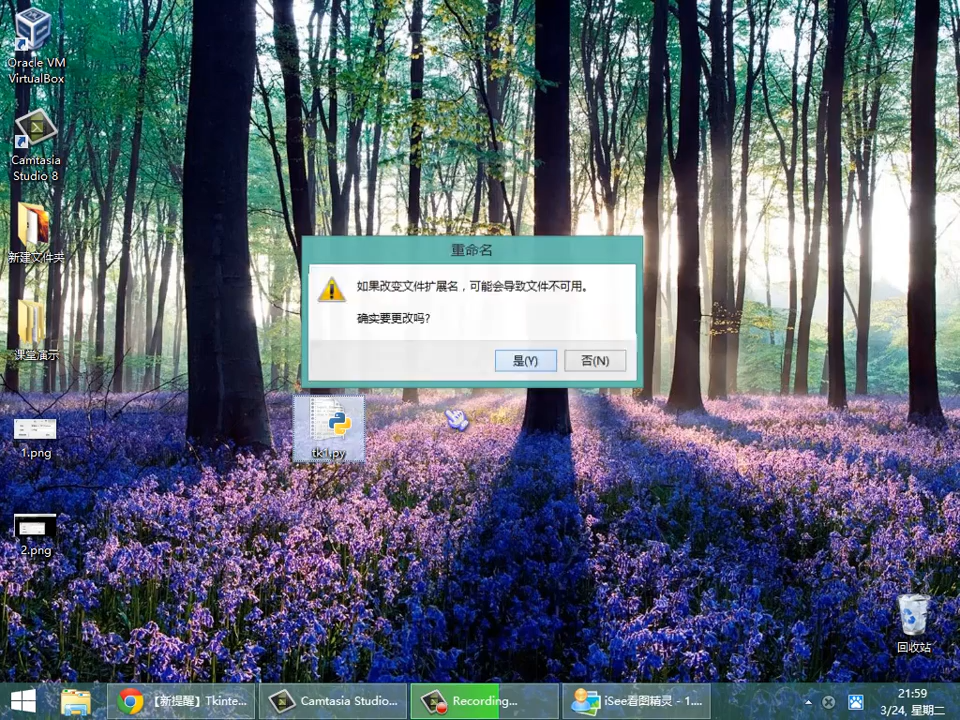 Oracle VM
VirtualBox
Camtasia
Studio 8
新建文件夹
课堂演示
1.png
2.png
重命名
如果改变文件扩展名，可能会导致文件不可用。
确实要更改吗?
是(Y)
否(N)
tk1.py
回收站
【新提醒】Tkinte...
Camtasia Studio...
Recording...
iSee看图精灵 - 1....
21:59
3/24, 星期二